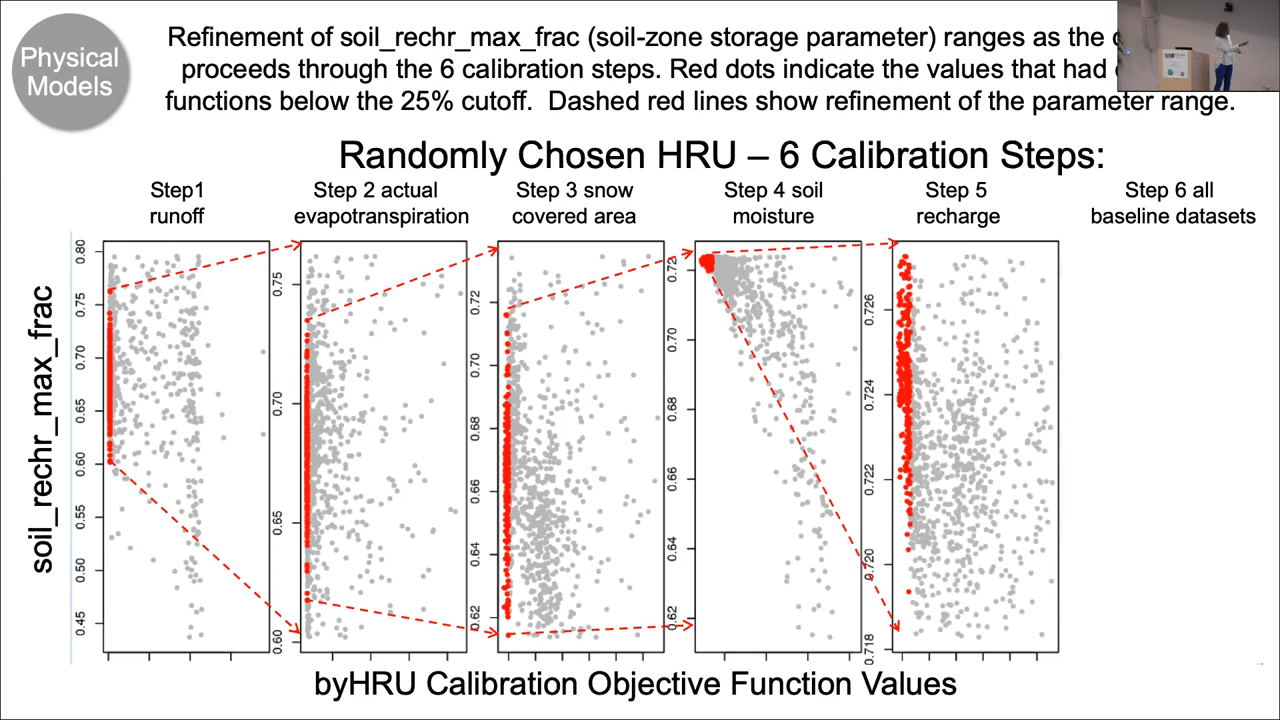 Physical
Models
Refinement of soil_rechr_max_frac (soil-zone storage parameter) ranges as the
proceeds through the 6 calibration steps. Red dots indicate the values that had
functions below the 25% cutoff. Dashed red lines show refinement of the parameter range.
Randomly Chosen HRU – 6 Calibration Steps:
Step1
runoff
Step 2 actual
evapotranspiration
Step 3 snow
covered area
Step 4 soil
moisture
Step 5
recharge
Step 6 all
baseline datasets
soil_rechr_max_frac
0.80
0.75
0.70
0.65
0.60
0.55
0.50
0.45
0.75
0.70
0.65
0.60
0.72
0.70
0.68
0.66
0.64
0.62
0.72
0.70
0.68
0.66
0.64
0.62
0.726
0.724
0.722
0.720
0.718
byHRU Calibration Objective Function Values